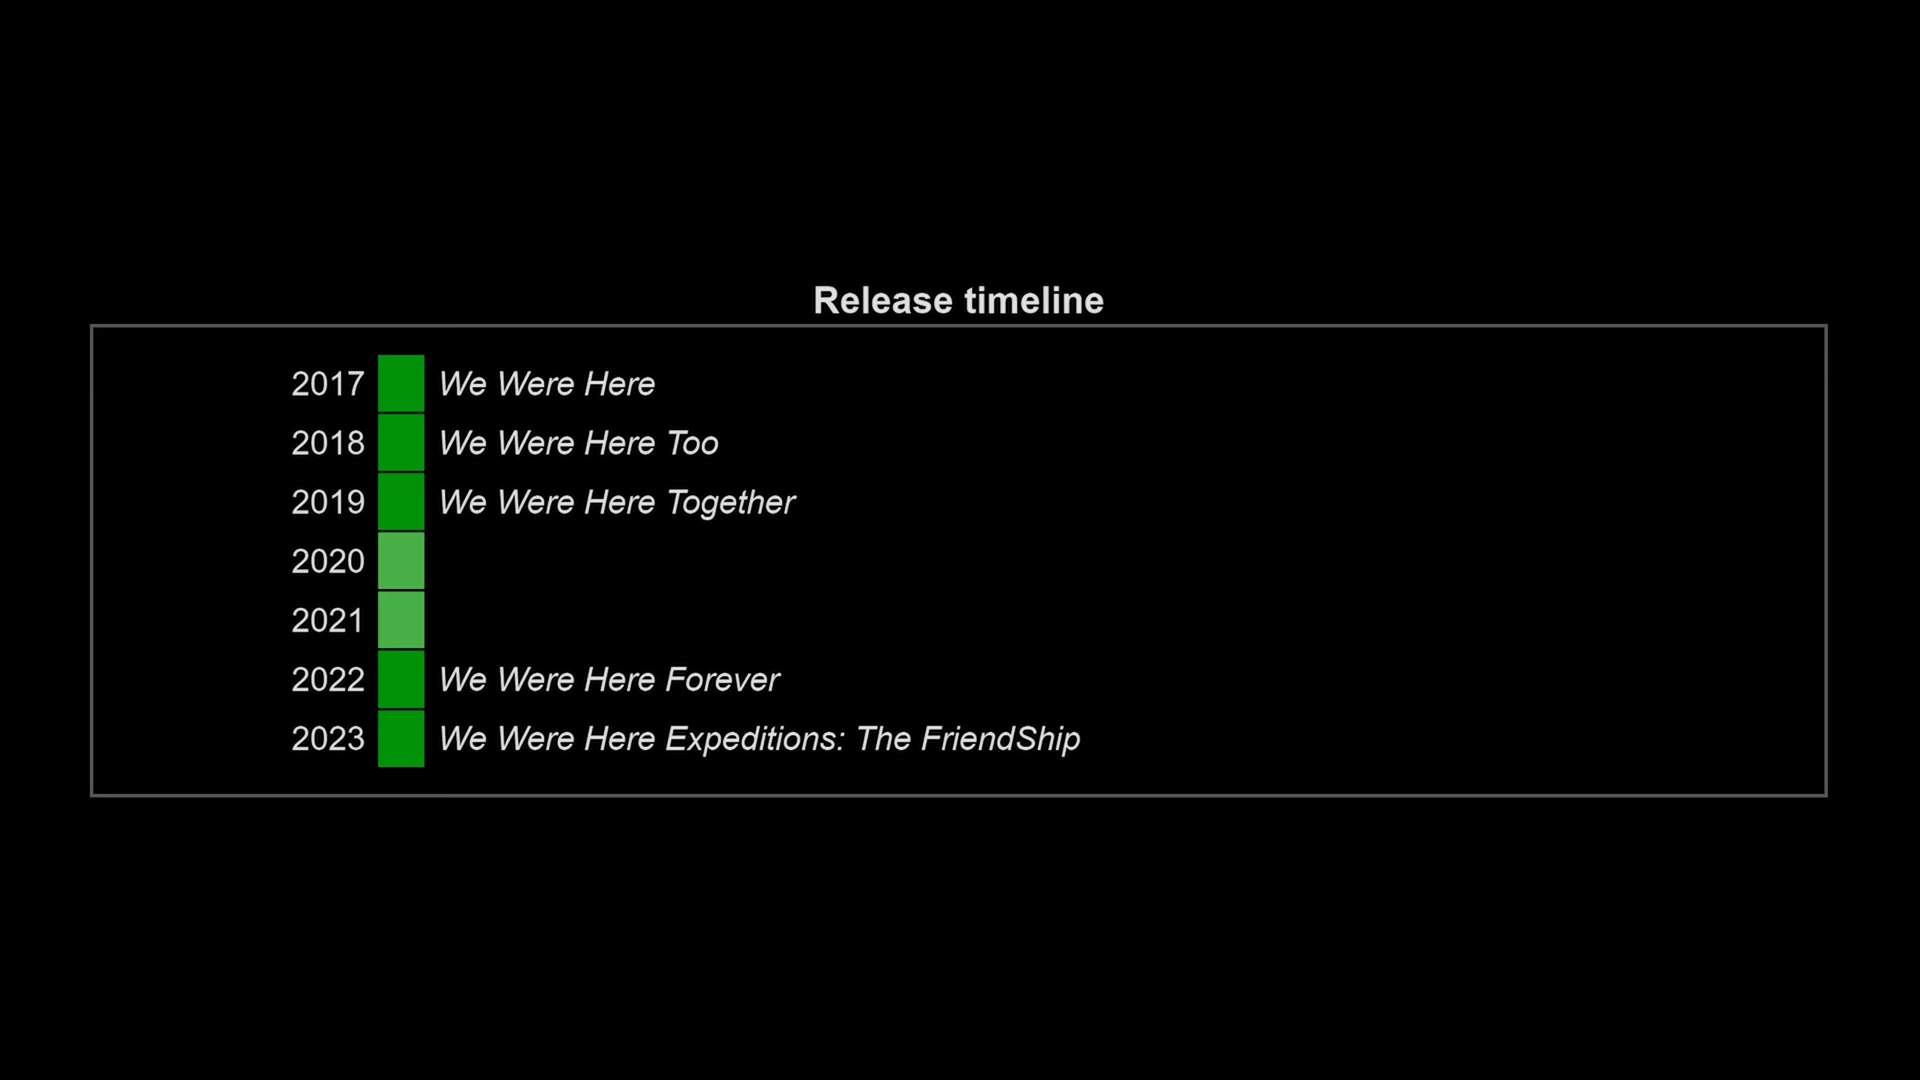 Release timeline
2017 We Were Here
2018 We Were Here Too
2019 We Were Here Together
2020
2021
2022 We Were Here Forever
2023 We Were Here Expeditions: The FriendShip